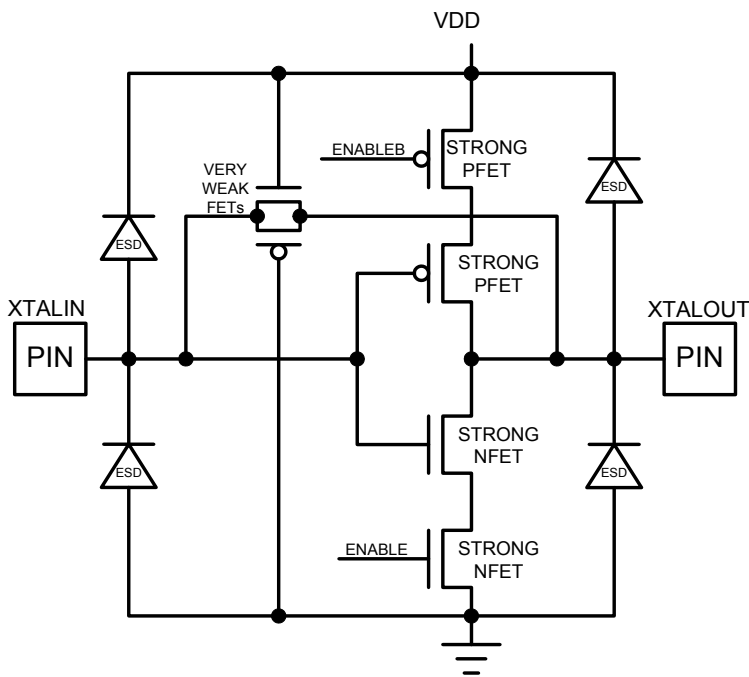 VDD
ENABLEB
STRONG
PFET
VERY
WEAK
FETs
ESD
ESD
STRONG
PFET
XTALIN
PIN
XTALOUT
PIN
STRONG
NFET
ESD
ESD
ENABLE
STRONG
NFET